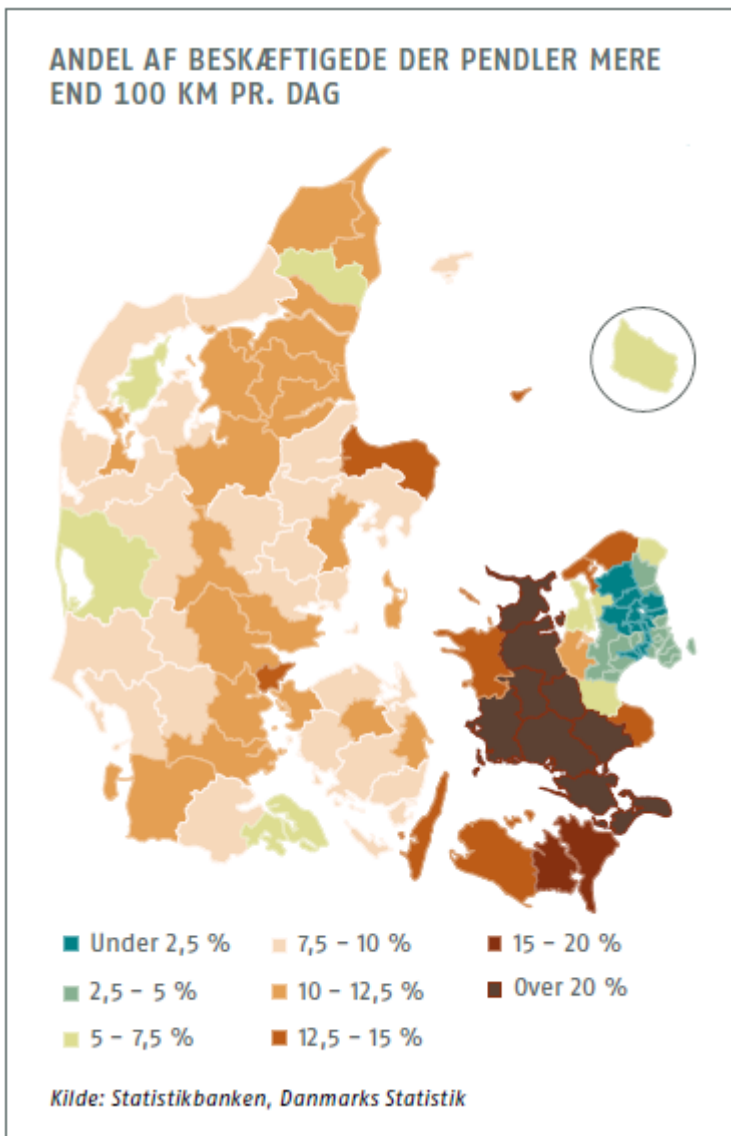 ANDEL AF BESKÆFTIGEDE DER PENDLER MERE
END 100 KM PR. DAG
Under 2,5 %
2,5 – 5 %
5 – 7,5 %
7,5 – 10 %
10 – 12,5 %
12,5 – 15 %
15 – 20 %
Over 20 %
Kilde: Statistikbanken, Danmarks Statistik